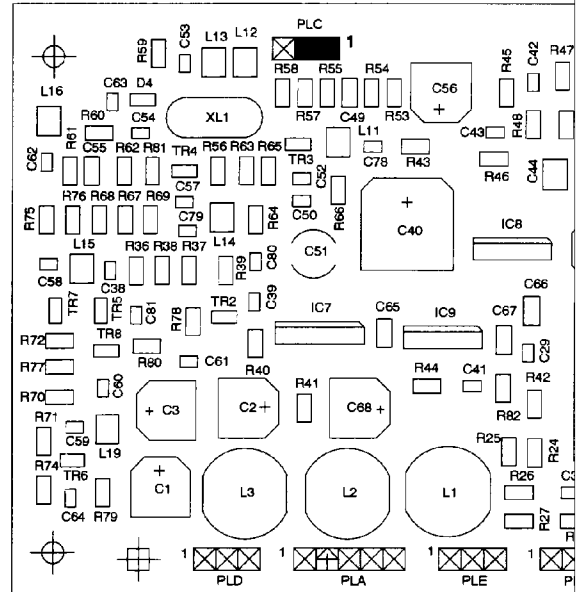 PLC
1
R59 C53 L13 L12
R58 R55 R54
C56
R45 C42 R47
L16
C63 D4
XL1
R57 C49 R53
R60 C54
L11
C43 R48
R61
C62 C55 R62 R81 TR4 R56 R63 R65 TR3 C78 R43
R46
C44
C52
C57
R75 R76 R68 R67 R69 C79 L14 R64 C50 R66
C40
IC8
L15 R36 R38 R37 R39 C80 C51
C58 C38
C66
TR7 TR5 C81 R78 TR2 C39 IC7 C65 IC9 C67
R72 TR8
R80
C29
R77 C61 R40
R44 C41 R42
R70 C60
C3 C2 R41 C68
R82
R71 C59
L19
R25 R24
R74 TR6
C1 L3 L2 L1
R26
C64 R79
R27
1 1 1 1
PLD PLA PLE